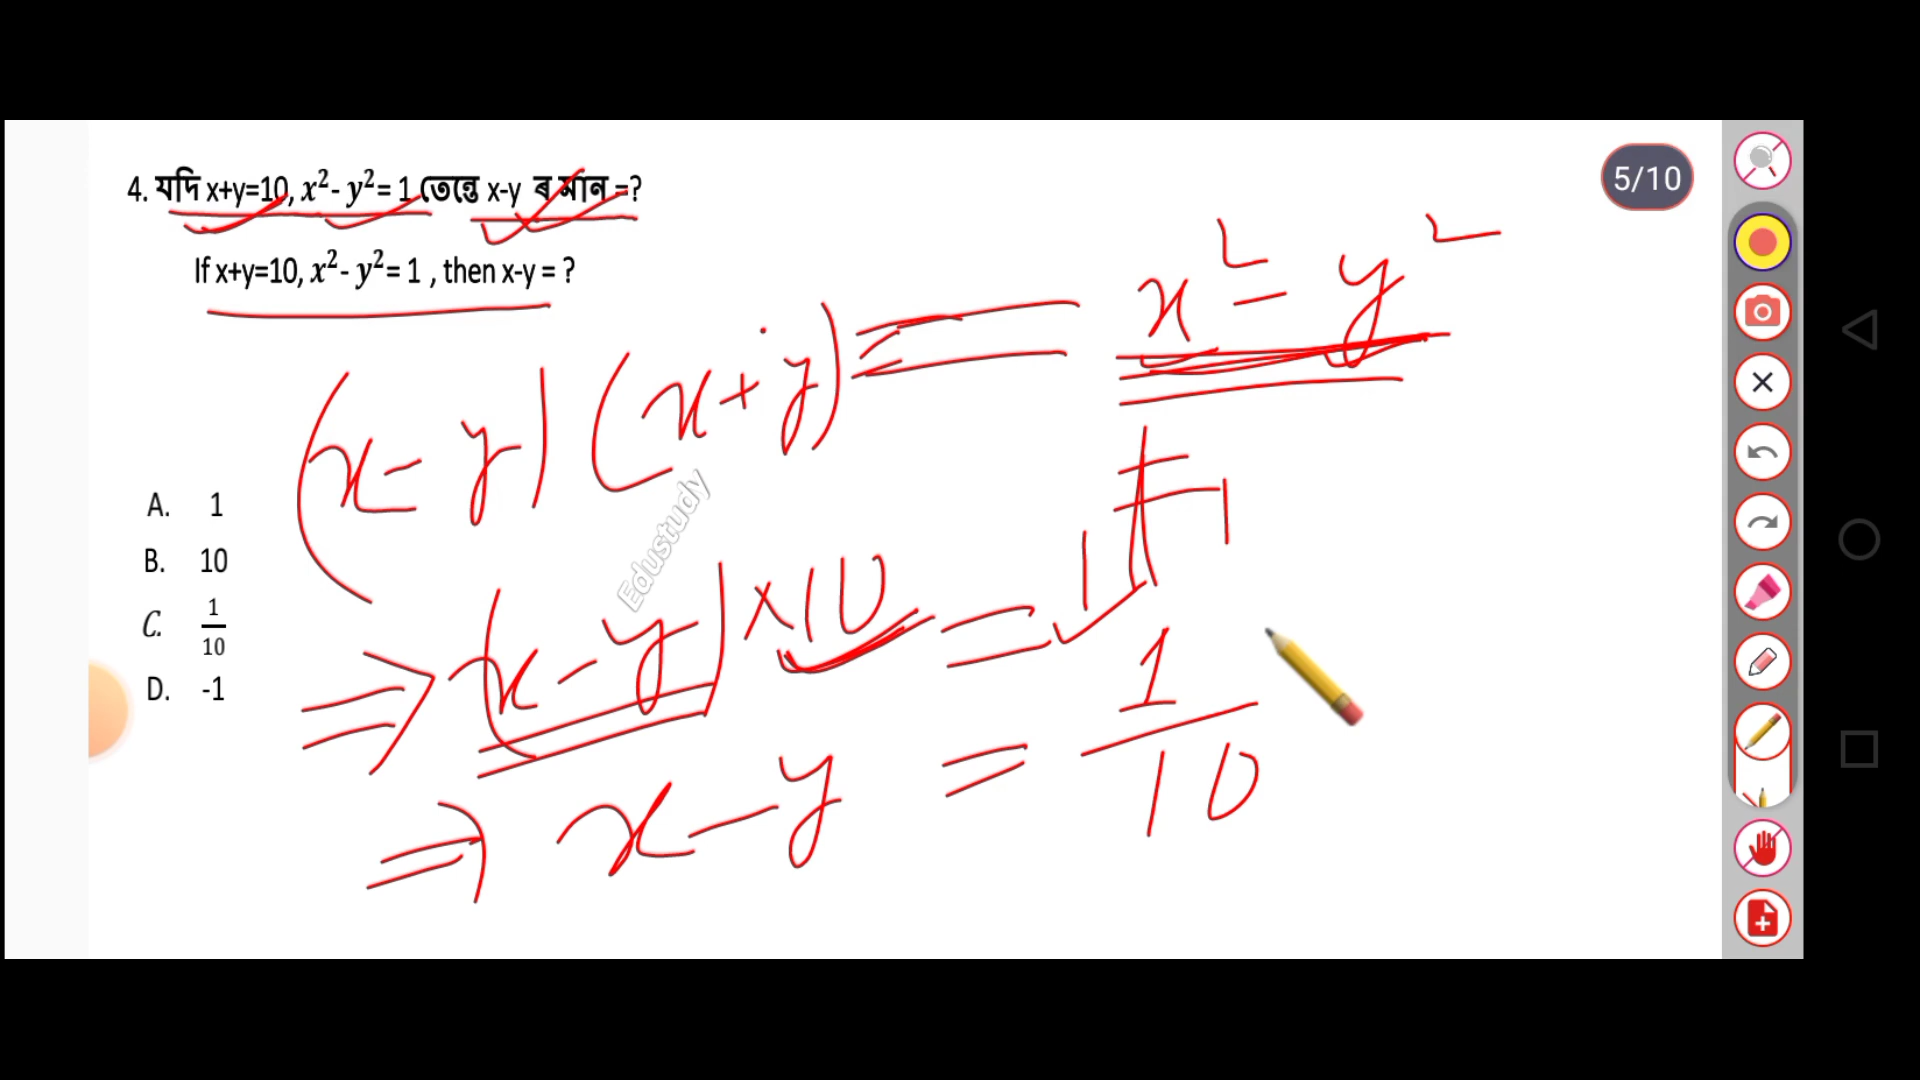 5/10
4. যদি x+y=10, x²- y²= 1 তেন্তে x-y ৰ মান =?
If x+y=10, x²- y²= 1 , then x-y = ?
(x-y)(x+y) = x²-y²
= 1
A. 1
B. 10
C. 1/10
D. -1
Edustudy
⇒ (x-y)×10 = 1
⇒ x-y = 1/10